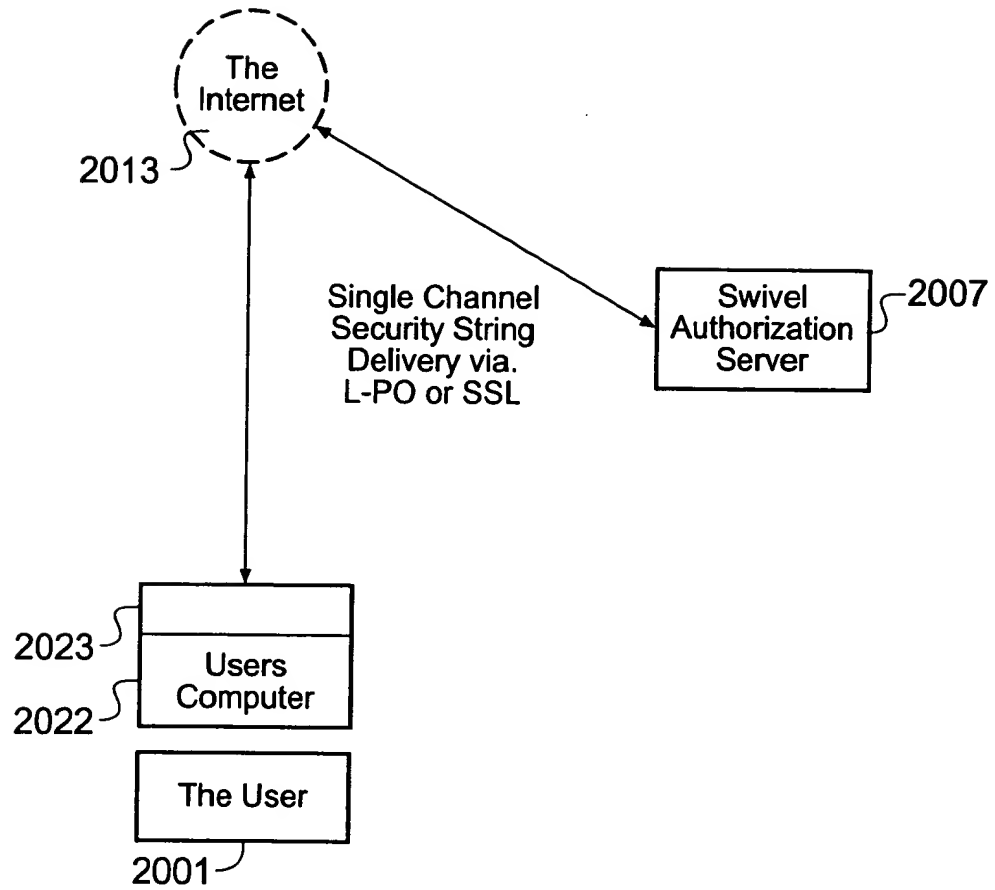 The
Internet
2013
Single Channel
Security String
Delivery via.
L-PO or SSL
Swivel
Authorization
Server
2007
2023
Users
Computer
2022
The User
2001